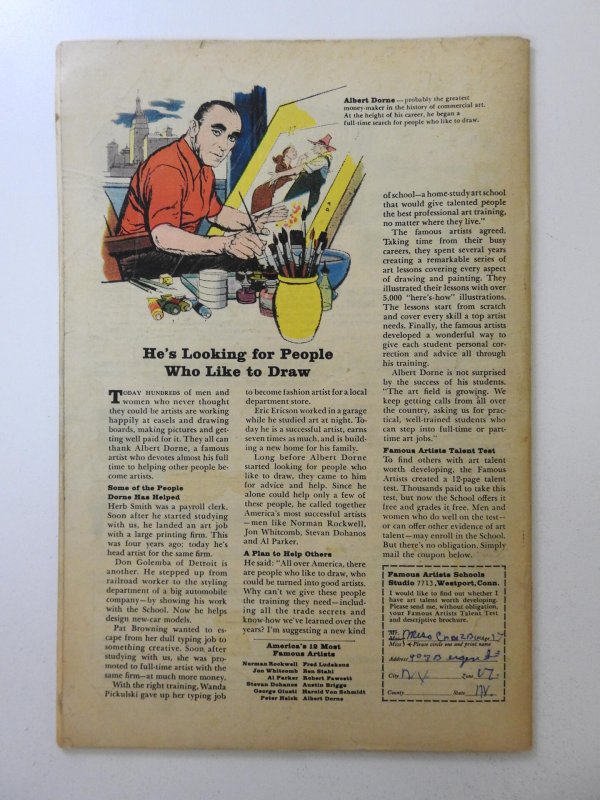 Albert Dorne — probably the greatest
money-maker in the history of commercial art.
At the height of his career, he began a
full-time search for people who like to draw.
He's Looking for People
Who Like to Draw
TODAY HUNDREDS of men and
women who never thought
they could be artists are working
happily at easels and drawing
boards, making pictures and get-
ting well paid for it. They all can
thank Albert Dorne, a famous
artist who devotes almost his full
time to helping other people be-
come artists.
Some of the People
Dorne Has Helped
Herb Smith was a payroll clerk.
Soon after he started studying
with us, he landed an art job
with a large printing firm. This
was four years ago: today he's
head artist for the same firm.
Don Golemba of Detroit is
another. He stepped up from
railroad worker to the styling
department of a big automobile
company—by showing his work
with the School. Now he helps
design new-car models.
Pat Browning wanted to es-
cape from her dull typing job to
something creative. Soon after
studying with us, she was pro-
moted to full-time artist with the
same firm—at much more money.
With the right training, Wanda
Pickulski gave up her typing job
to become fashion artist for a local
department store.
Eric Ericson worked in a garage
while he studied art at night. To-
day he is a successful artist, earns
seven times as much, and is build-
ing a new home for his family.
Long before Albert Dorne
started looking for people who
like to draw, they came to him
for advice and help. Since he
alone could help only a few of
these people, he called together
America's most successful artists
—men like Norman Rockwell,
Jon Whitcomb, Stevan Dohanos
and Al Parker.
A Plan to Help Others
He said: "All over America, there
are people who like to draw, who
could be turned into good artists.
Why can't we give these people
the training they need—includ-
ing all the trade secrets and
know-how we've learned over the
years? I'm suggesting a new kind
America's 12 Most
Famous Artists
Norman Rockwell Fred Ludekens
Jon Whitcomb Ben Stahl
Al Parker Robert Fawcett
Stevan Dohanos Austin Briggs
George Giusti Harold Von Schmidt
Peter Helck Albert Dorne
of school—a home-study art school
that would give talented people
the best professional art training,
no matter where they live."
The famous artists agreed.
Taking time from their busy
careers, they spent several years
creating a remarkable series of
art lessons covering every aspect
of drawing and painting. They
illustrated their lessons with over
5,000 "here's-how" illustrations.
The lessons start from scratch
and cover every skill a top artist
needs. Finally, the famous artists
developed a wonderful way to
give each student personal cor-
rection and advice all through
his training.
Albert Dorne is not surprised
by the success of his students.
"The art field is growing. We
keep getting calls from all over
the country, asking us for prac-
tical, well-trained students who
can step into full-time or part-
time art jobs."
Famous Artists Talent Test
To find others with art talent
worth developing, the Famous
Artists created a 12-page talent
test. Thousands paid to take this
test, but now the School offers it
free and grades it free. Men and
women who do well on the test—
or can offer other evidence of art
talent—may enroll in the School.
But there's no obligation. Simply
mail the coupon below.
Famous Artists Schools
Studio 7713, Westport, Conn.
I would like to find out whether I
have art talent worth developing.
Please send me, without obligation,
your Famous Artists Talent Test
and descriptive brochure.
Mr.
Mrs.
Miss Age
Please circle one and print name
Address
City Zone
County State